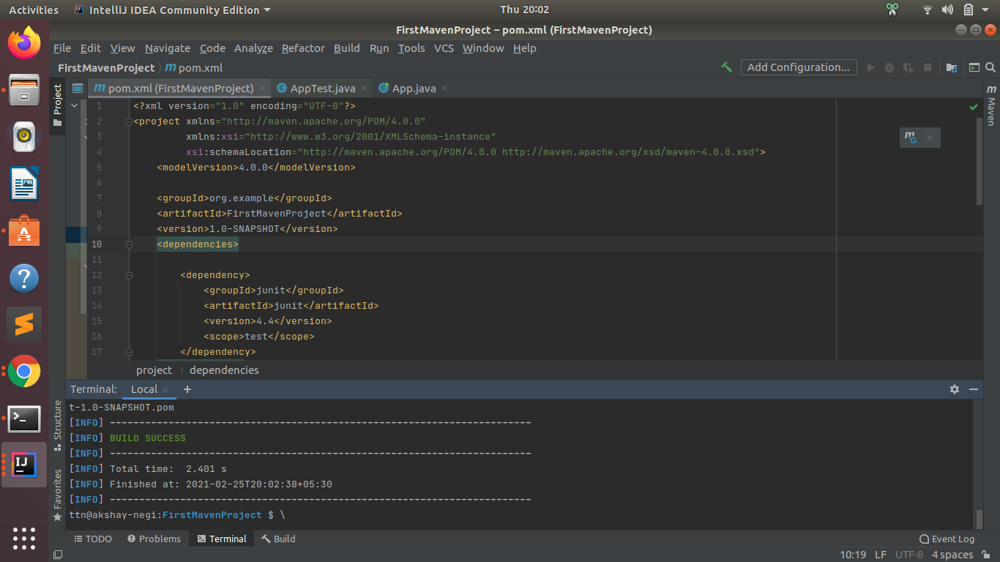 Activities IntelliJ IDEA Community Edition Thu 20:02
FirstMavenProject – pom.xml (FirstMavenProject)
File Edit View Navigate Code Analyze Refactor Build Run Tools VCS Window Help
FirstMavenProject pom.xml Add Configuration...
Project
pom.xml (FirstMavenProject) AppTest.java App.java
Maven
1 <?xml version="1.0" encoding="UTF-8"?>
2 <project xmlns="http://maven.apache.org/POM/4.0.0"
3 xmlns:xsi="http://www.w3.org/2001/XMLSchema-instance"
4 xsi:schemaLocation="http://maven.apache.org/POM/4.0.0 http://maven.apache.org/xsd/maven-4.0.0.xsd">
5 <modelVersion>4.0.0</modelVersion>
6
7 <groupId>org.example</groupId>
8 <artifactId>FirstMavenProject</artifactId>
9 <version>1.0-SNAPSHOT</version>
10 <dependencies>
11
12 <dependency>
13 <groupId>junit</groupId>
14 <artifactId>junit</artifactId>
15 <version>4.4</version>
16 <scope>test</scope>
17 </dependency>
project › dependencies
Terminal: Local
Structure
Favorites
t-1.0-SNAPSHOT.pom
[INFO] ------------------------------------------------------------------------
[INFO] BUILD SUCCESS
[INFO] ------------------------------------------------------------------------
[INFO] Total time:  2.401 s
[INFO] Finished at: 2021-02-25T20:02:38+05:30
[INFO] ------------------------------------------------------------------------
ttn@akshay-negi:FirstMavenProject $ \
TODO Problems Terminal Build Event Log
10:19 LF UTF-8 4 spaces